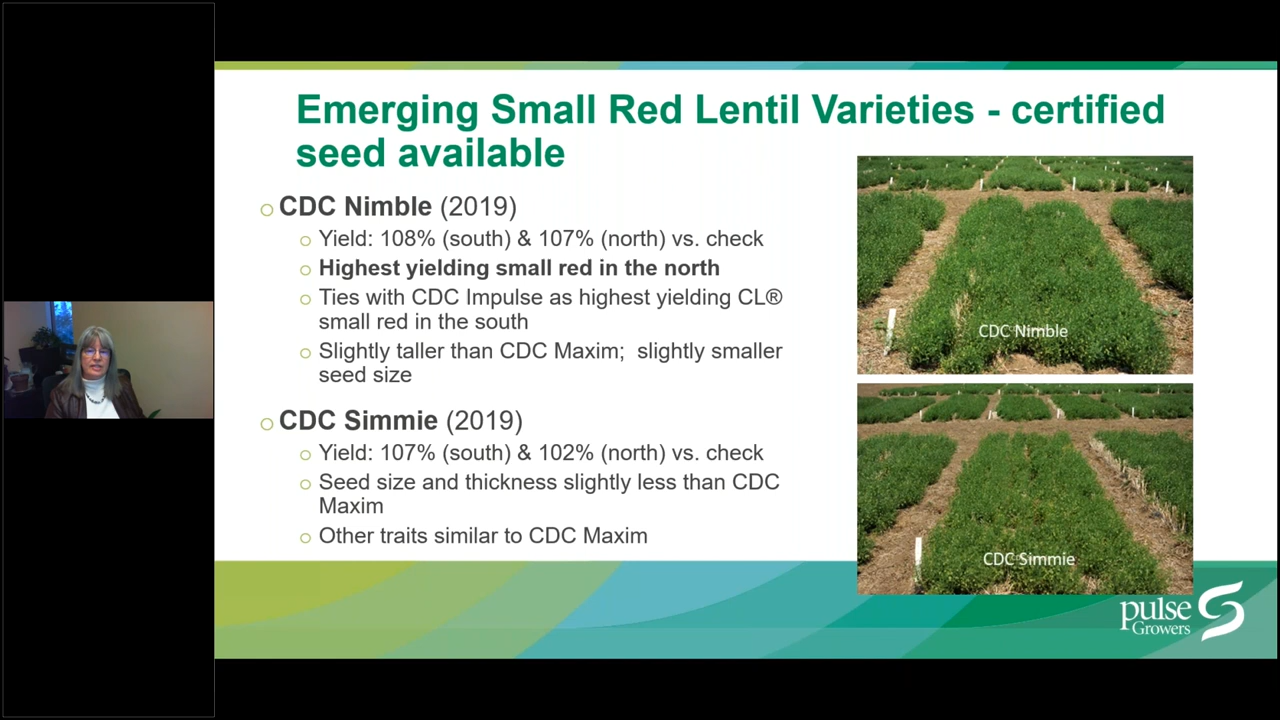 Emerging Small Red Lentil Varieties - certified
seed available
CDC Nimble (2019)
Yield: 108% (south) & 107% (north) vs. check
Highest yielding small red in the north
Ties with CDC Impulse as highest yielding CL®
small red in the south
Slightly taller than CDC Maxim; slightly smaller
seed size
CDC Simmie (2019)
Yield: 107% (south) & 102% (north) vs. check
Seed size and thickness slightly less than CDC
Maxim
Other traits similar to CDC Maxim
CDC Nimble
CDC Simmie
pulse
Growers